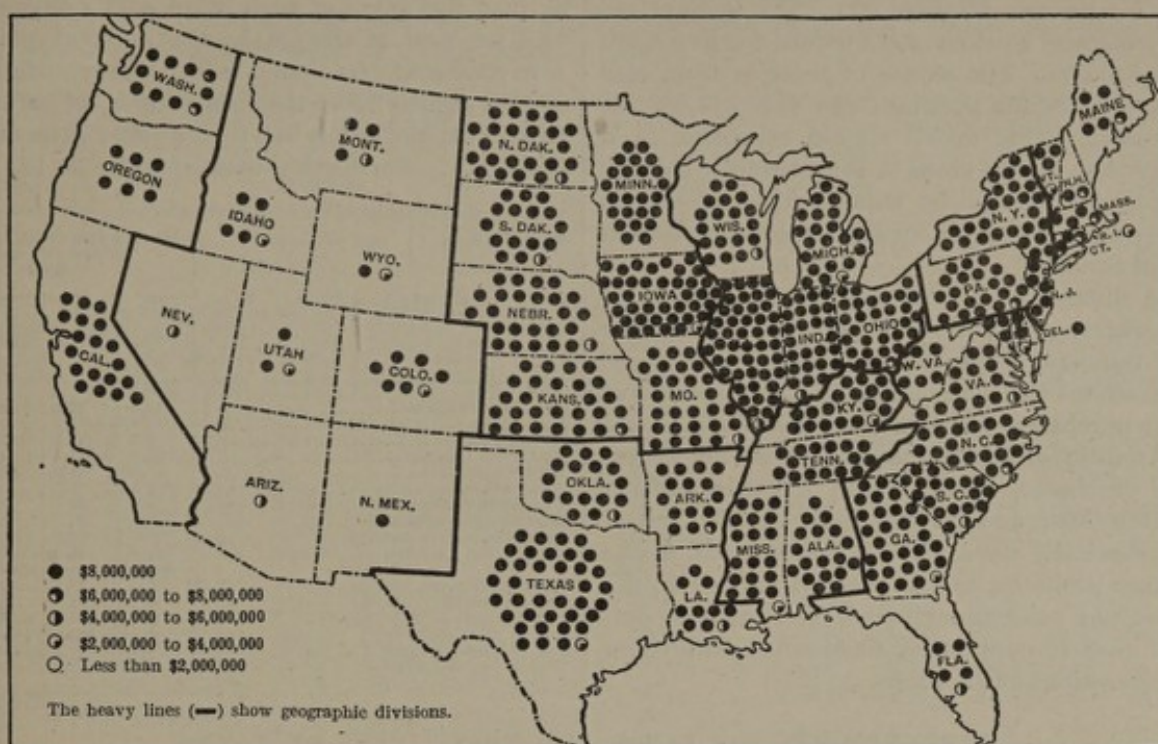 WASH.
OREGON
CAL.
NEV.
IDAHO
MONT.
WYO.
UTAH
COLO.
ARIZ.
N. MEX.
N. DAK.
S. DAK.
NEBR.
KANS.
OKLA.
TEXAS
MINN.
IOWA
MO.
ARK.
LA.
WIS.
MICH.
IND.
OHIO
KY.
TENN.
MISS.
ALA.
GA.
FLA.
S. C.
N. C.
VA.
W. VA.
PA.
N. Y.
MAINE
VT.
N.H.
MASS.
R. I.
CT.
N. J.
DEL.
$8,000,000
$6,000,000 to $8,000,000
$4,000,000 to $6,000,000
$2,000,000 to $4,000,000
Less than $2,000,000
The heavy lines (▬) show geographic divisions.